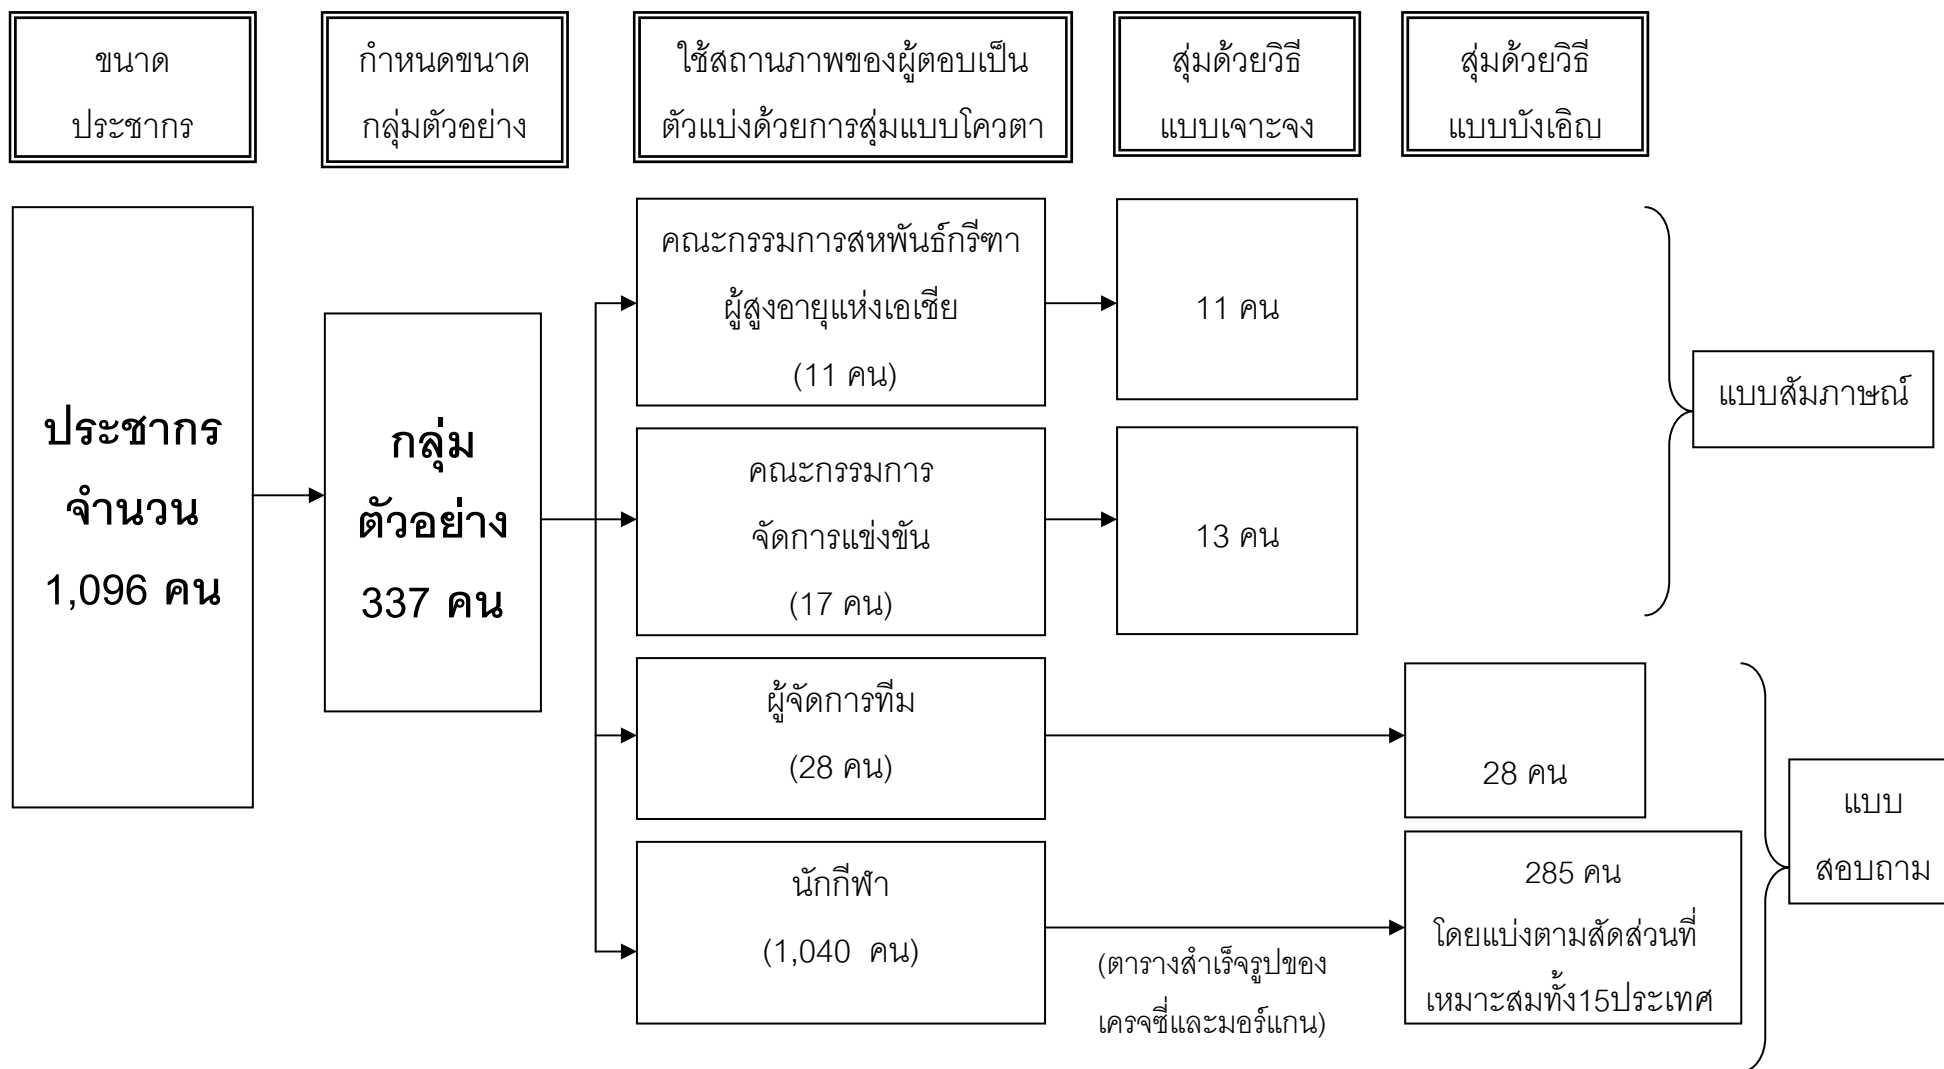 ขนาด
ประชากร
กำหนดขนาด
กลุ่มตัวอย่าง
ใช้สถานภาพของผู้ตอบเป็น
ตัวแบ่งด้วยการสุ่มแบบโควตา
สุ่มด้วยวิธี
แบบเจาะจง
สุ่มด้วยวิธี
แบบบังเอิญ
ประชากร
จำนวน
1,096 คน
กลุ่ม
ตัวอย่าง
337 คน
คณะกรรมการสหพันธ์กรีฑา
ผู้สูงอายุแห่งเอเชีย
(11 คน)
11 คน
คณะกรรมการ
จัดการแข่งขัน
(17 คน)
13 คน
แบบสัมภาษณ์
ผู้จัดการทีม
(28 คน)
28 คน
นักกีฬา
(1,040 คน)
(ตารางสำเร็จรูปของ
เครจซี่และมอร์แกน)
285 คน
โดยแบ่งตามสัดส่วนที่
เหมาะสมทั้ง15ประเทศ
แบบ
สอบถาม